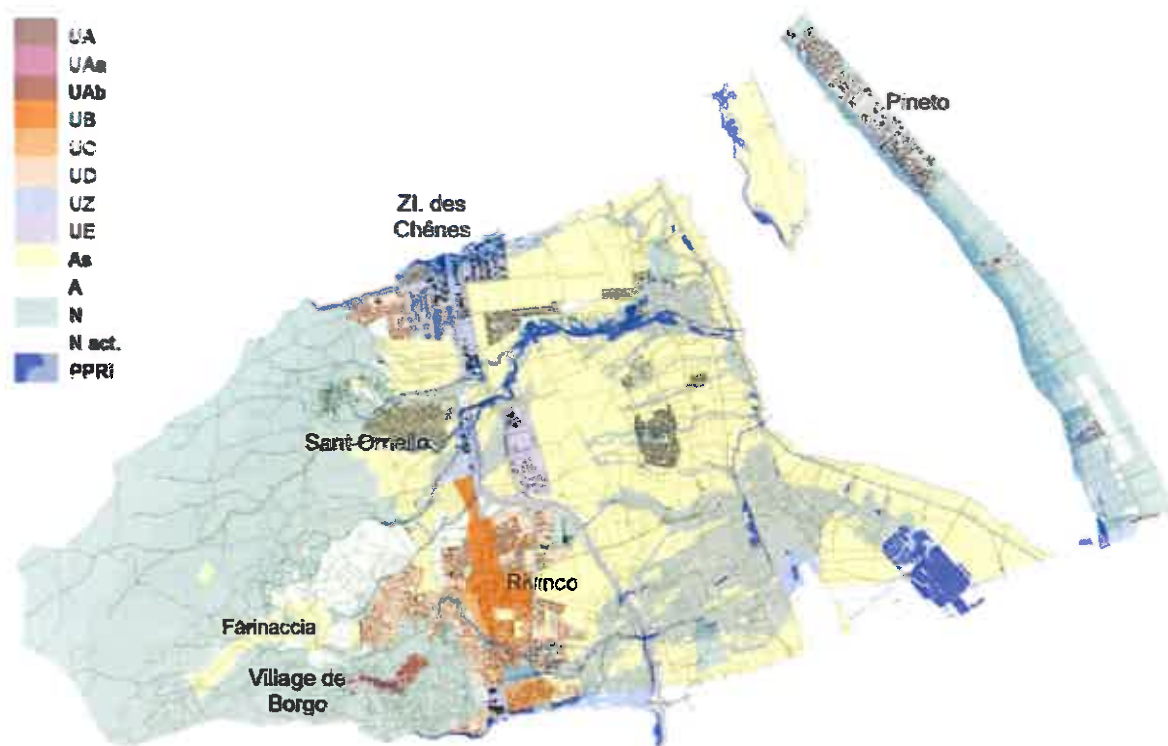 UA
UAa
UAb
UB
UC
UD
UZ
UE
As
A
N
N act.
PPRI
Pineto
ZI. des
Chênes
Sant-Ornello
Farinaccia
Village de
Borgo